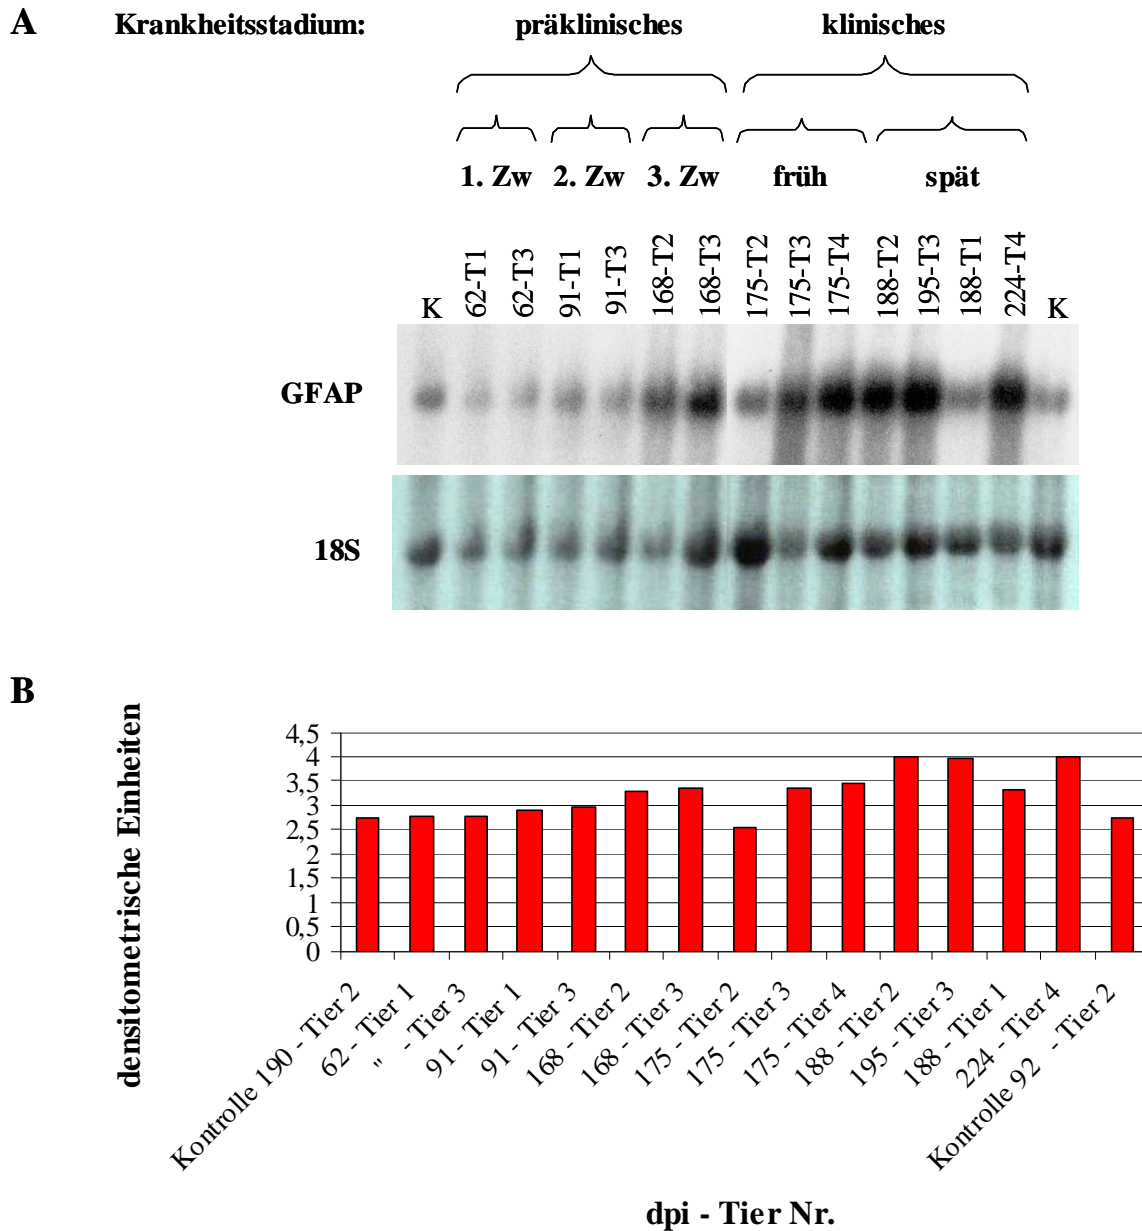 A Krankheitsstadium: präklinisches klinisches
1. Zw 2. Zw 3. Zw früh spät
K 62-T1 62-T3 91-T1 91-T3 168-T2 168-T3 175-T2 175-T3 175-T4 188-T2 195-T3 188-T1 224-T4 K
GFAP
18S
B
densitometrische Einheiten
4,5
4
3,5
3
2,5
2
1,5
1
0,5
0
Kontrolle 190 - Tier 2
62 - Tier 1
" - Tier 3
91 - Tier 1
91 - Tier 3
168 - Tier 2
168 - Tier 3
175 - Tier 2
175 - Tier 3
175 - Tier 4
188 - Tier 2
195 - Tier 3
188 - Tier 1
224 - Tier 4
Kontrolle 92 - Tier 2
dpi - Tier Nr.